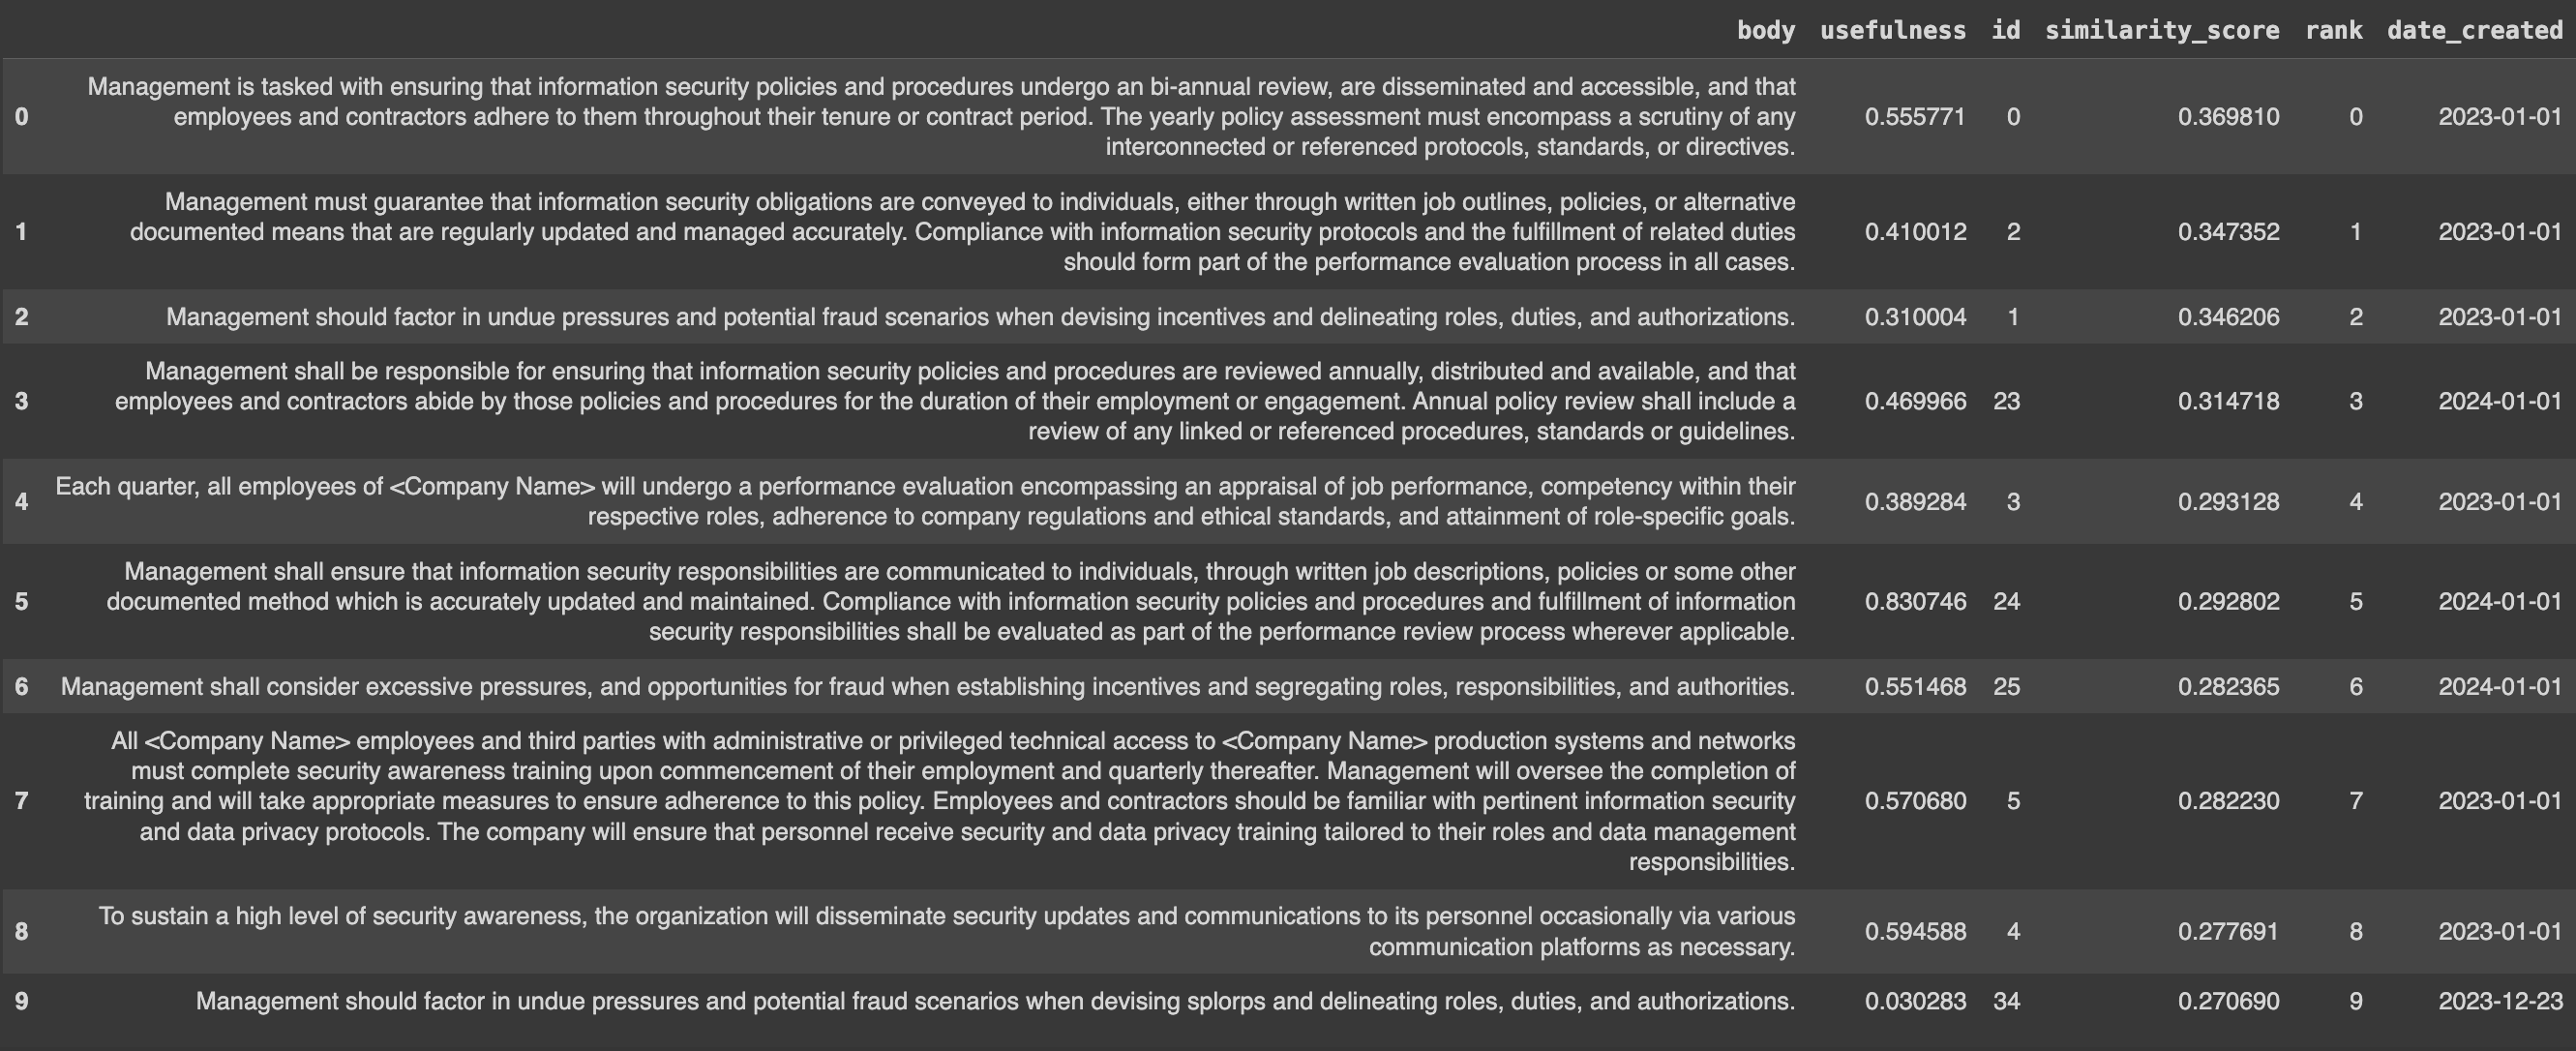 body usefulness id similarity_score rank date_created
Management is tasked with ensuring that information security policies and procedures undergo an bi-annual review, are disseminated and accessible, and that
0 employees and contractors adhere to them throughout their tenure or contract period. The yearly policy assessment must encompass a scrutiny of any 0.555771 0 0.369810 0 2023-01-01
interconnected or referenced protocols, standards, or directives.
Management must guarantee that information security obligations are conveyed to individuals, either through written job outlines, policies, or alternative
1 documented means that are regularly updated and managed accurately. Compliance with information security protocols and the fulfillment of related duties 0.410012 2 0.347352 1 2023-01-01
should form part of the performance evaluation process in all cases.
2 Management should factor in undue pressures and potential fraud scenarios when devising incentives and delineating roles, duties, and authorizations. 0.310004 1 0.346206 2 2023-01-01
Management shall be responsible for ensuring that information security policies and procedures are reviewed annually, distributed and available, and that
3 employees and contractors abide by those policies and procedures for the duration of their employment or engagement. Annual policy review shall include a 0.469966 23 0.314718 3 2024-01-01
review of any linked or referenced procedures, standards or guidelines.
Each quarter, all employees of <Company Name> will undergo a performance evaluation encompassing an appraisal of job performance, competency within their
4 respective roles, adherence to company regulations and ethical standards, and attainment of role-specific goals. 0.389284 3 0.293128 4 2023-01-01
Management shall ensure that information security responsibilities are communicated to individuals, through written job descriptions, policies or some other
5 documented method which is accurately updated and maintained. Compliance with information security policies and procedures and fulfillment of information 0.830746 24 0.292802 5 2024-01-01
security responsibilities shall be evaluated as part of the performance review process wherever applicable.
6 Management shall consider excessive pressures, and opportunities for fraud when establishing incentives and segregating roles, responsibilities, and authorities. 0.551468 25 0.282365 6 2024-01-01
All <Company Name> employees and third parties with administrative or privileged technical access to <Company Name> production systems and networks
must complete security awareness training upon commencement of their employment and quarterly thereafter. Management will oversee the completion of
7 training and will take appropriate measures to ensure adherence to this policy. Employees and contractors should be familiar with pertinent information security 0.570680 5 0.282230 7 2023-01-01
and data privacy protocols. The company will ensure that personnel receive security and data privacy training tailored to their roles and data management
responsibilities.
To sustain a high level of security awareness, the organization will disseminate security updates and communications to its personnel occasionally via various
8 communication platforms as necessary. 0.594588 4 0.277691 8 2023-01-01
9 Management should factor in undue pressures and potential fraud scenarios when devising splorps and delineating roles, duties, and authorizations. 0.030283 34 0.270690 9 2023-12-23